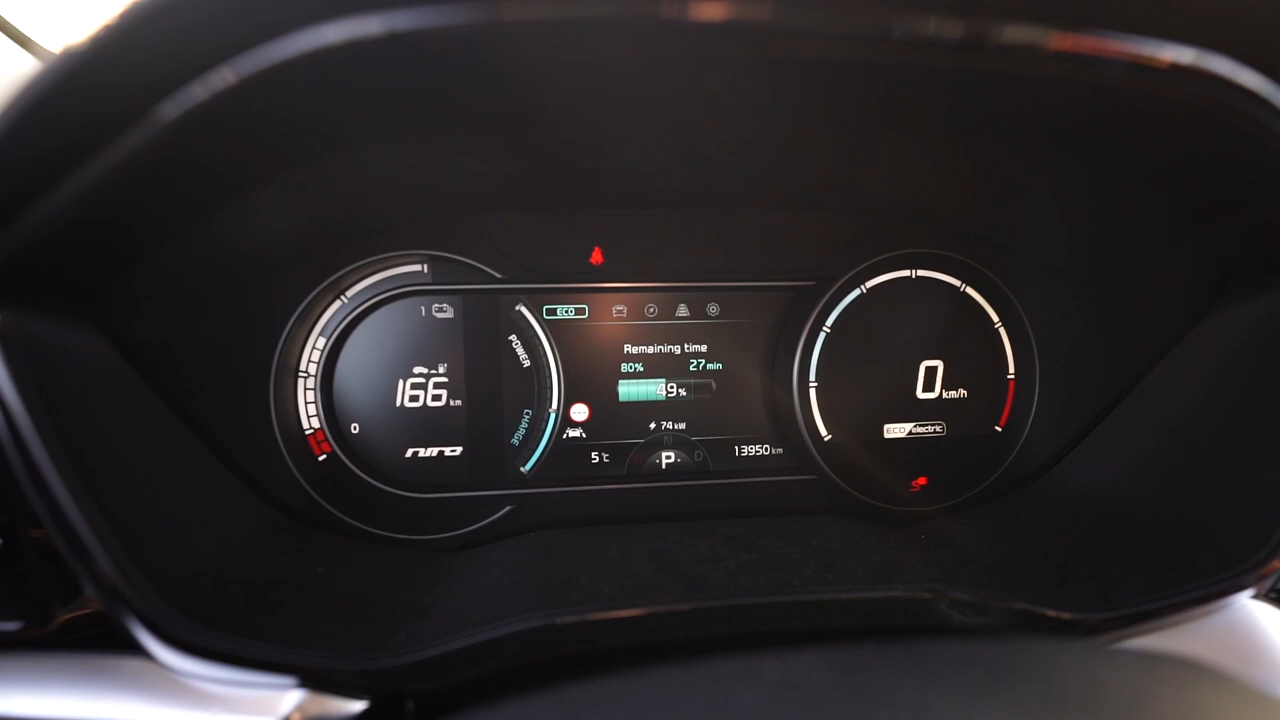 ECO
1
POWER
Remaining time
80% 27 min
166 km
49%
0 km/h
CHARGE
0
74 kW
ECO electric
niro
N
5 °C
P
D
13950 km